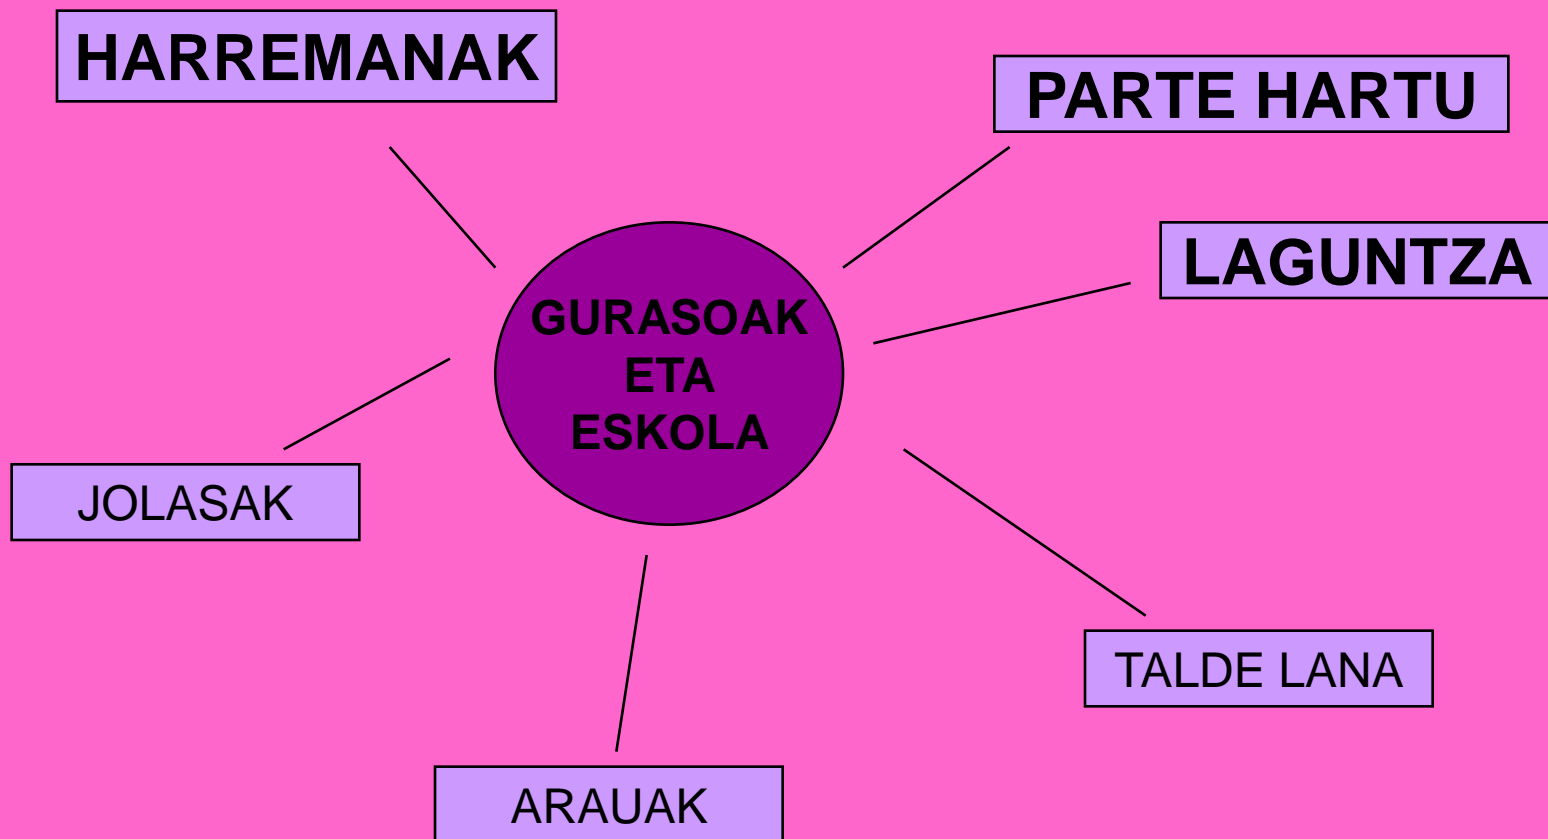 HARREMANAK
PARTE HARTU
LAGUNTZA
GURASOAK
ETA
ESKOLA
JOLASAK
TALDE LANA
ARAUAK